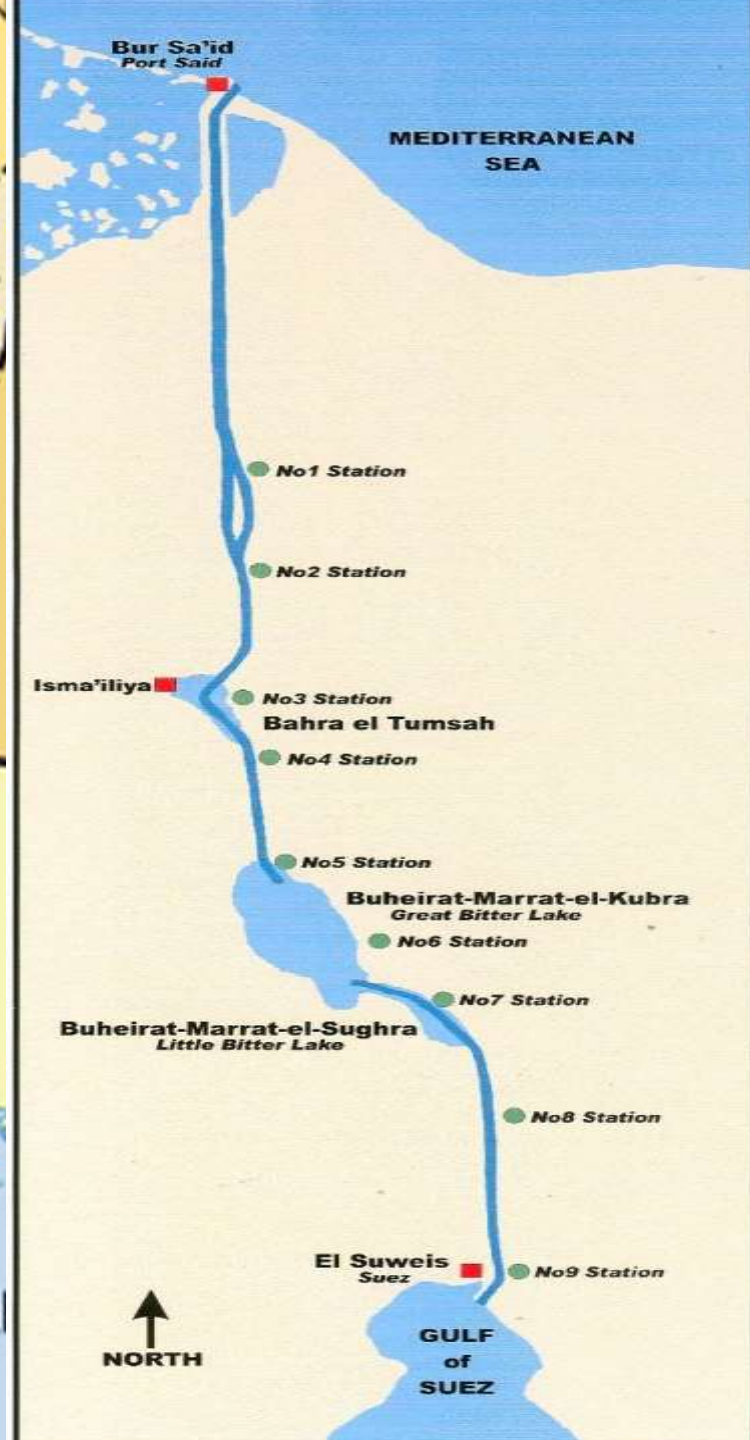 Bur Sa'id
Port Said
MEDITERRANEAN
SEA
No1 Station
No2 Station
Isma'iliya
No3 Station
Bahra el Tumsah
No4 Station
No5 Station
Buheirat-Marrat-el-Kubra
Great Bitter Lake
No6 Station
No7 Station
Buheirat-Marrat-el-Sughra
Little Bitter Lake
No8 Station
El Suweis
Suez
No9 Station
NORTH
GULF
of
SUEZ